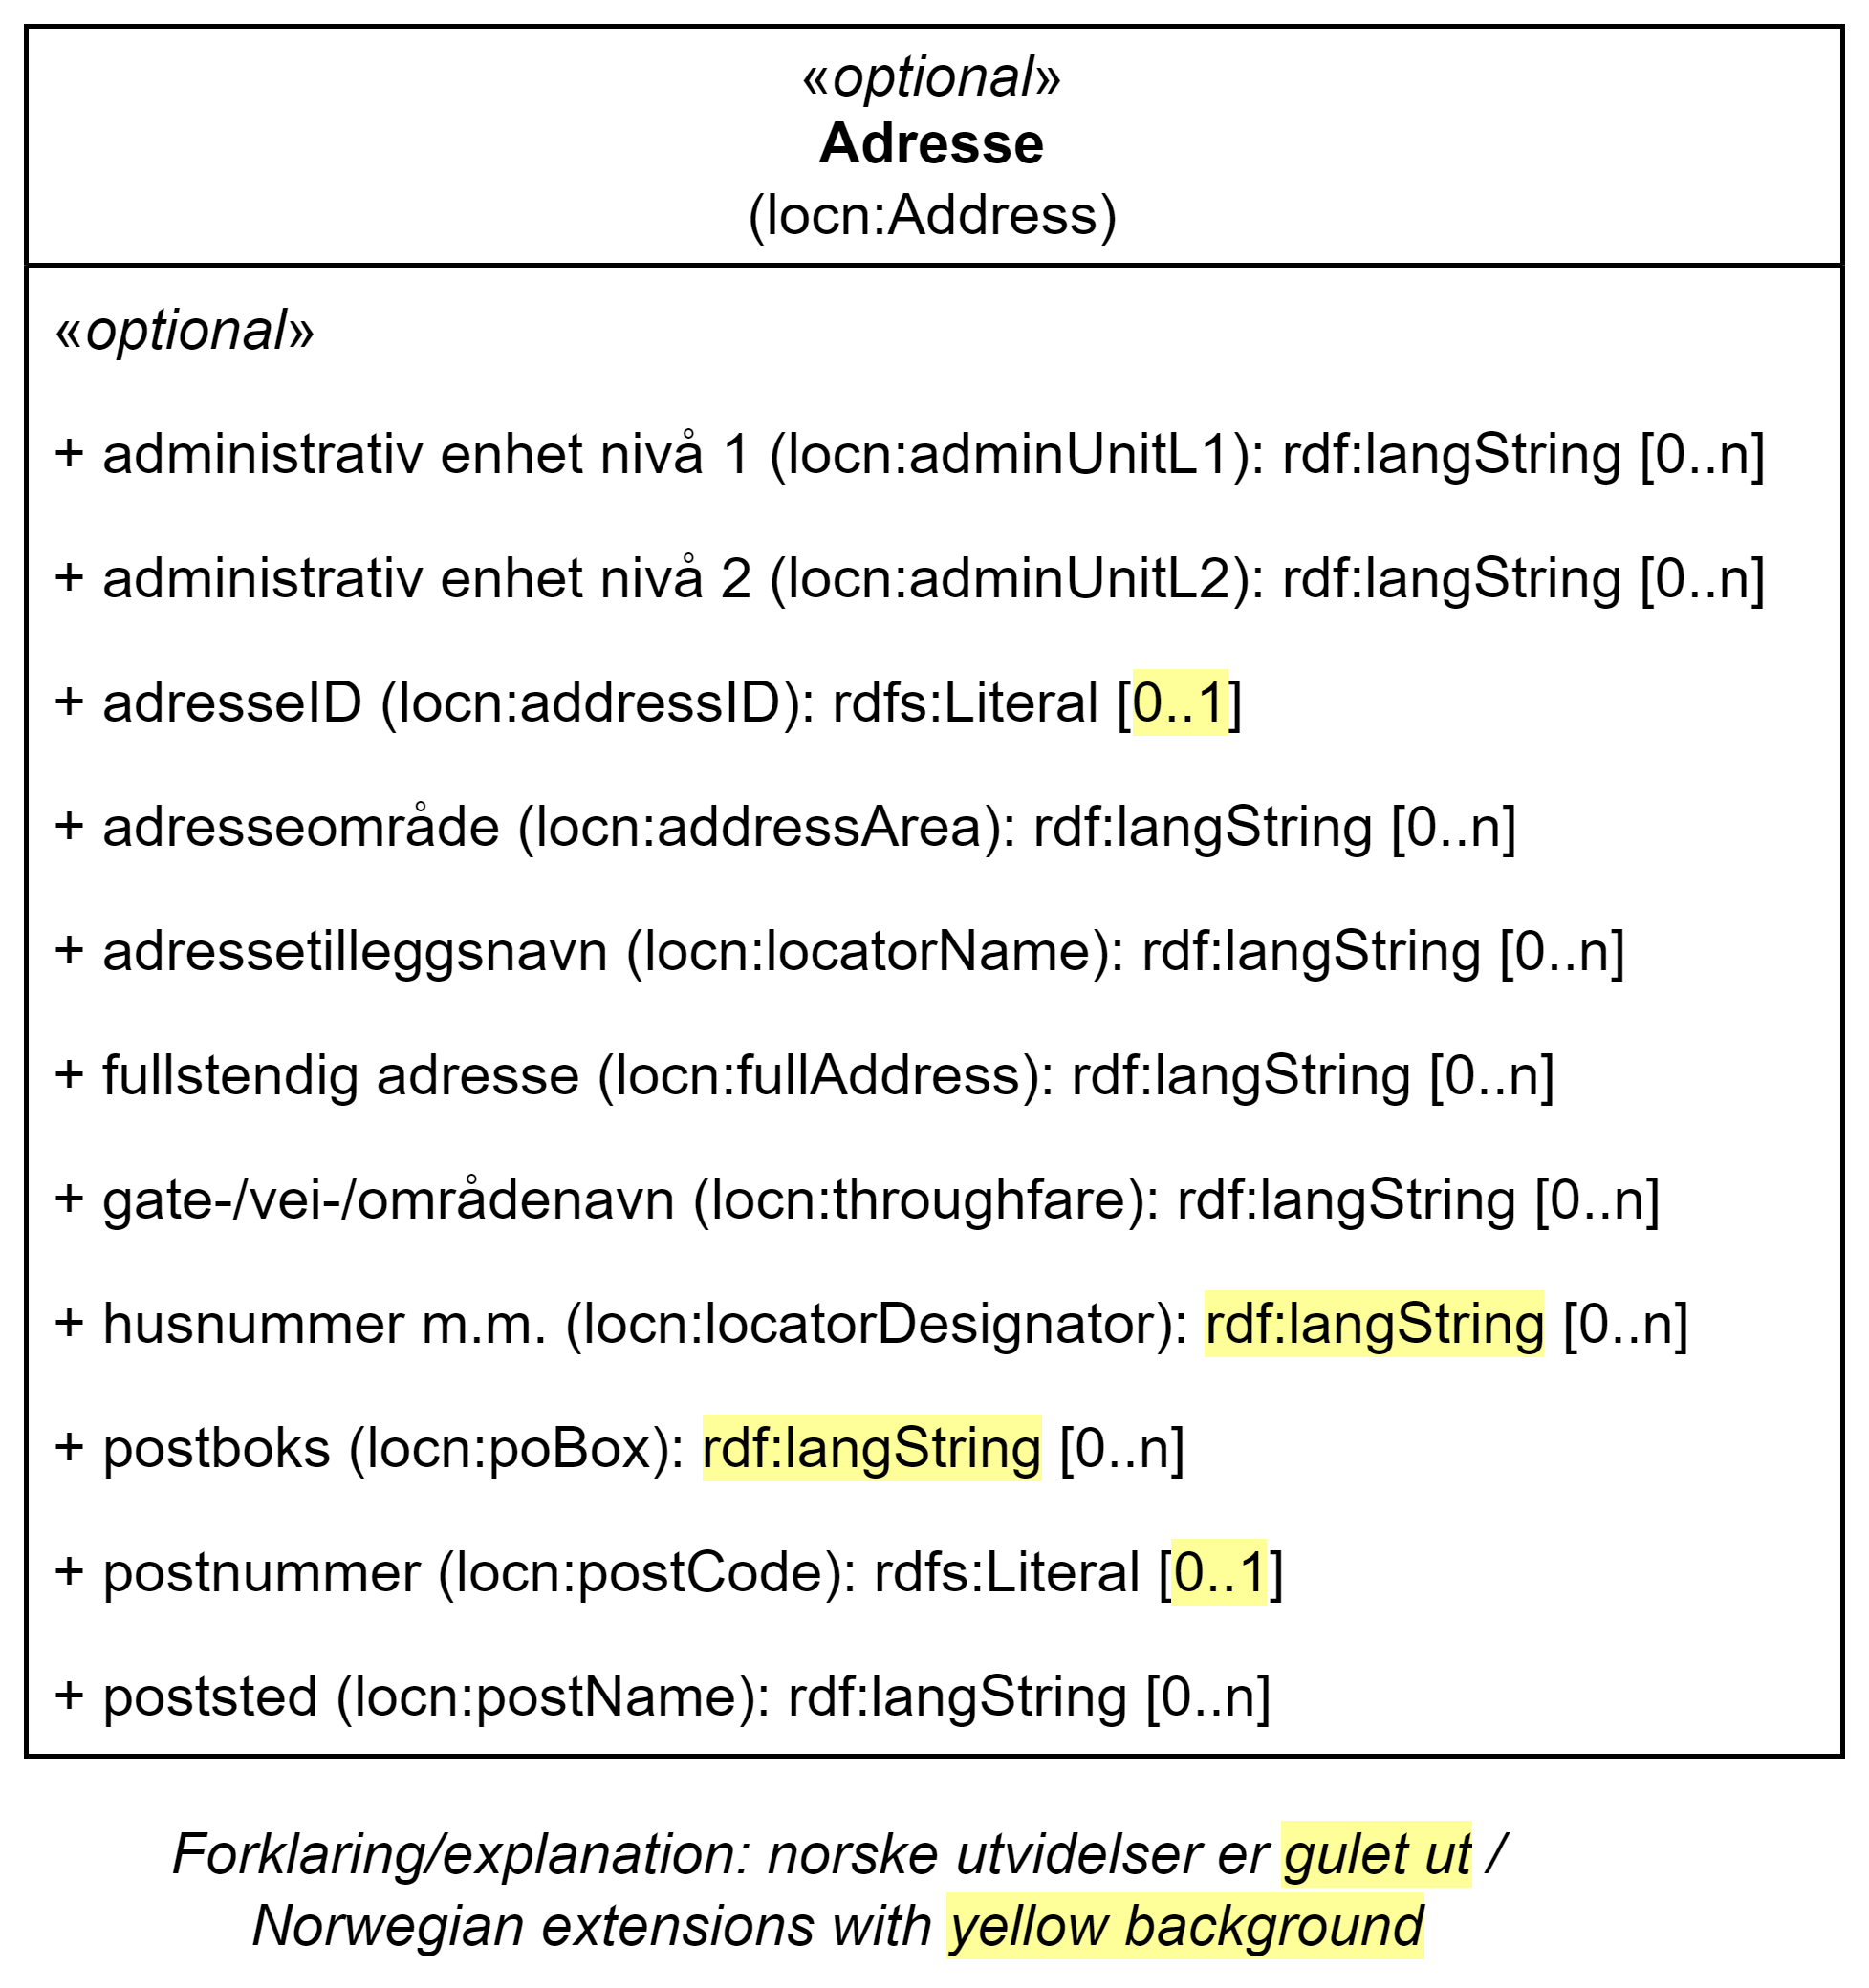 «optional»
Adresse
(locn:Address)
«optional»
+ administrativ enhet nivå 1 (locn:adminUnitL1): rdf:langString [0..n]
+ administrativ enhet nivå 2 (locn:adminUnitL2): rdf:langString [0..n]
+ adresseID (locn:addressID): rdfs:Literal [0..1]
+ adresseområde (locn:addressArea): rdf:langString [0..n]
+ adressetilleggsnavn (locn:locatorName): rdf:langString [0..n]
+ fullstendig adresse (locn:fullAddress): rdf:langString [0..n]
+ gate-/vei-/områdenavn (locn:throughfare): rdf:langString [0..n]
+ husnummer m.m. (locn:locatorDesignator): rdf:langString [0..n]
+ postboks (locn:poBox): rdf:langString [0..n]
+ postnummer (locn:postCode): rdfs:Literal [0..1]
+ poststed (locn:postName): rdf:langString [0..n]
Forklaring/explanation: norske utvidelser er gulet ut /
Norwegian extensions with yellow background